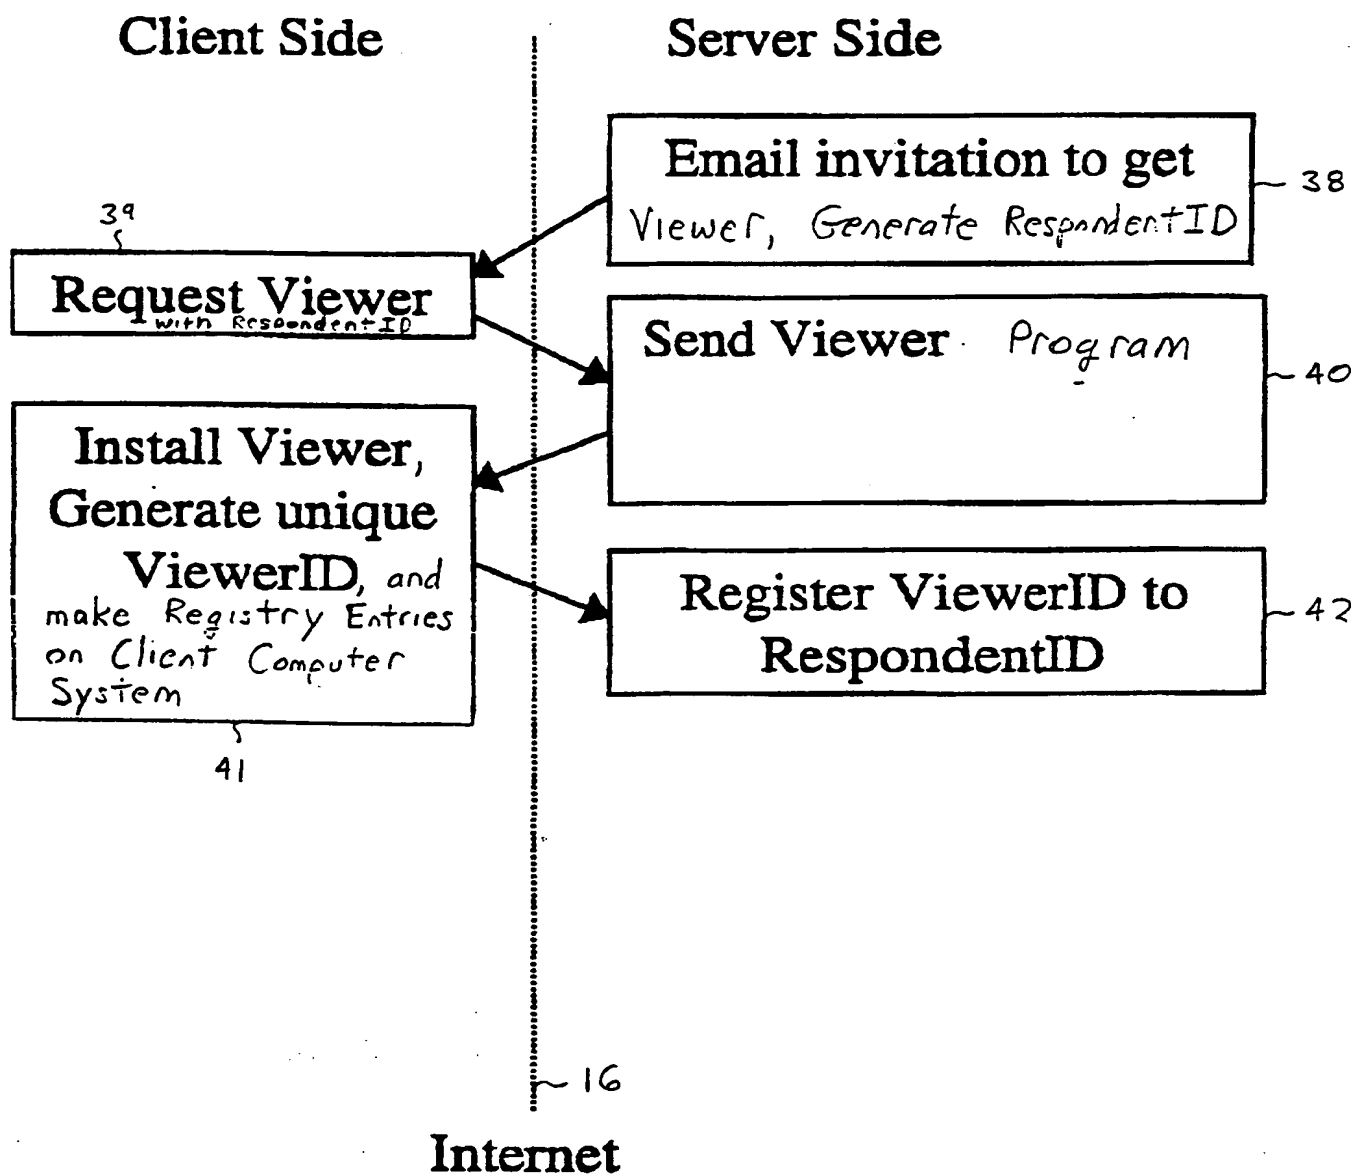 Client Side
Server Side
Email invitation to get
Viewer, Generate RespondentID
38
39
Request Viewer
with RespondentID
Send Viewer Program
40
Install Viewer,
Generate unique
ViewerID, and
make Registry Entries
on Client Computer
System
41
Register ViewerID to
RespondentID
42
16
Internet